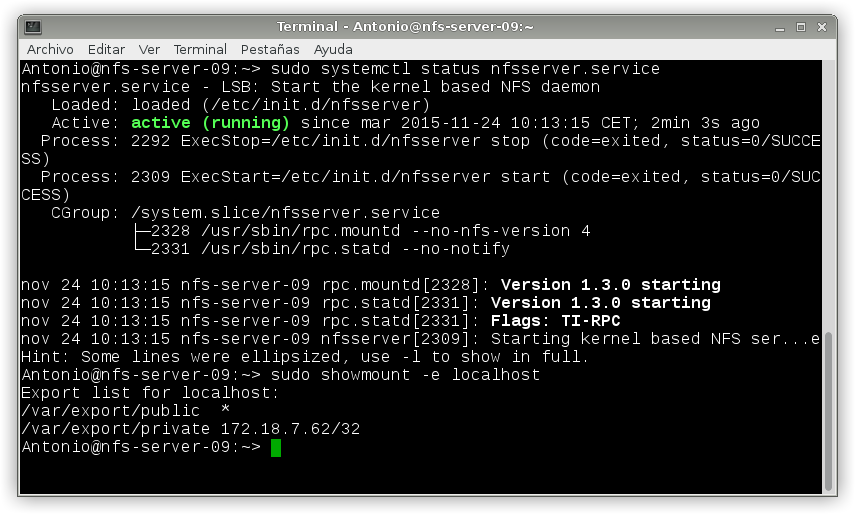 Terminal - Antonio@nfs-server-09:~
Archivo Editar Ver Terminal Pestañas Ayuda
Antonio@nfs-server-09:~> sudo systemctl status nfsserver.service
nfsserver.service - LSB: Start the kernel based NFS daemon
   Loaded: loaded (/etc/init.d/nfsserver)
   Active: active (running) since mar 2015-11-24 10:13:15 CET; 2min 3s ago
  Process: 2292 ExecStop=/etc/init.d/nfsserver stop (code=exited, status=0/SUCCE
SS)
  Process: 2309 ExecStart=/etc/init.d/nfsserver start (code=exited, status=0/SUC
CESS)
   CGroup: /system.slice/nfsserver.service
           ├─2328 /usr/sbin/rpc.mountd --no-nfs-version 4
           └─2331 /usr/sbin/rpc.statd --no-notify
nov 24 10:13:15 nfs-server-09 rpc.mountd[2328]: Version 1.3.0 starting
nov 24 10:13:15 nfs-server-09 rpc.statd[2331]: Version 1.3.0 starting
nov 24 10:13:15 nfs-server-09 rpc.statd[2331]: Flags: TI-RPC
nov 24 10:13:15 nfs-server-09 nfsserver[2309]: Starting kernel based NFS ser...e
Hint: Some lines were ellipsized, use -l to show in full.
Antonio@nfs-server-09:~> sudo showmount -e localhost
Export list for localhost:
/var/export/public  *
/var/export/private 172.18.7.62/32
Antonio@nfs-server-09:~>